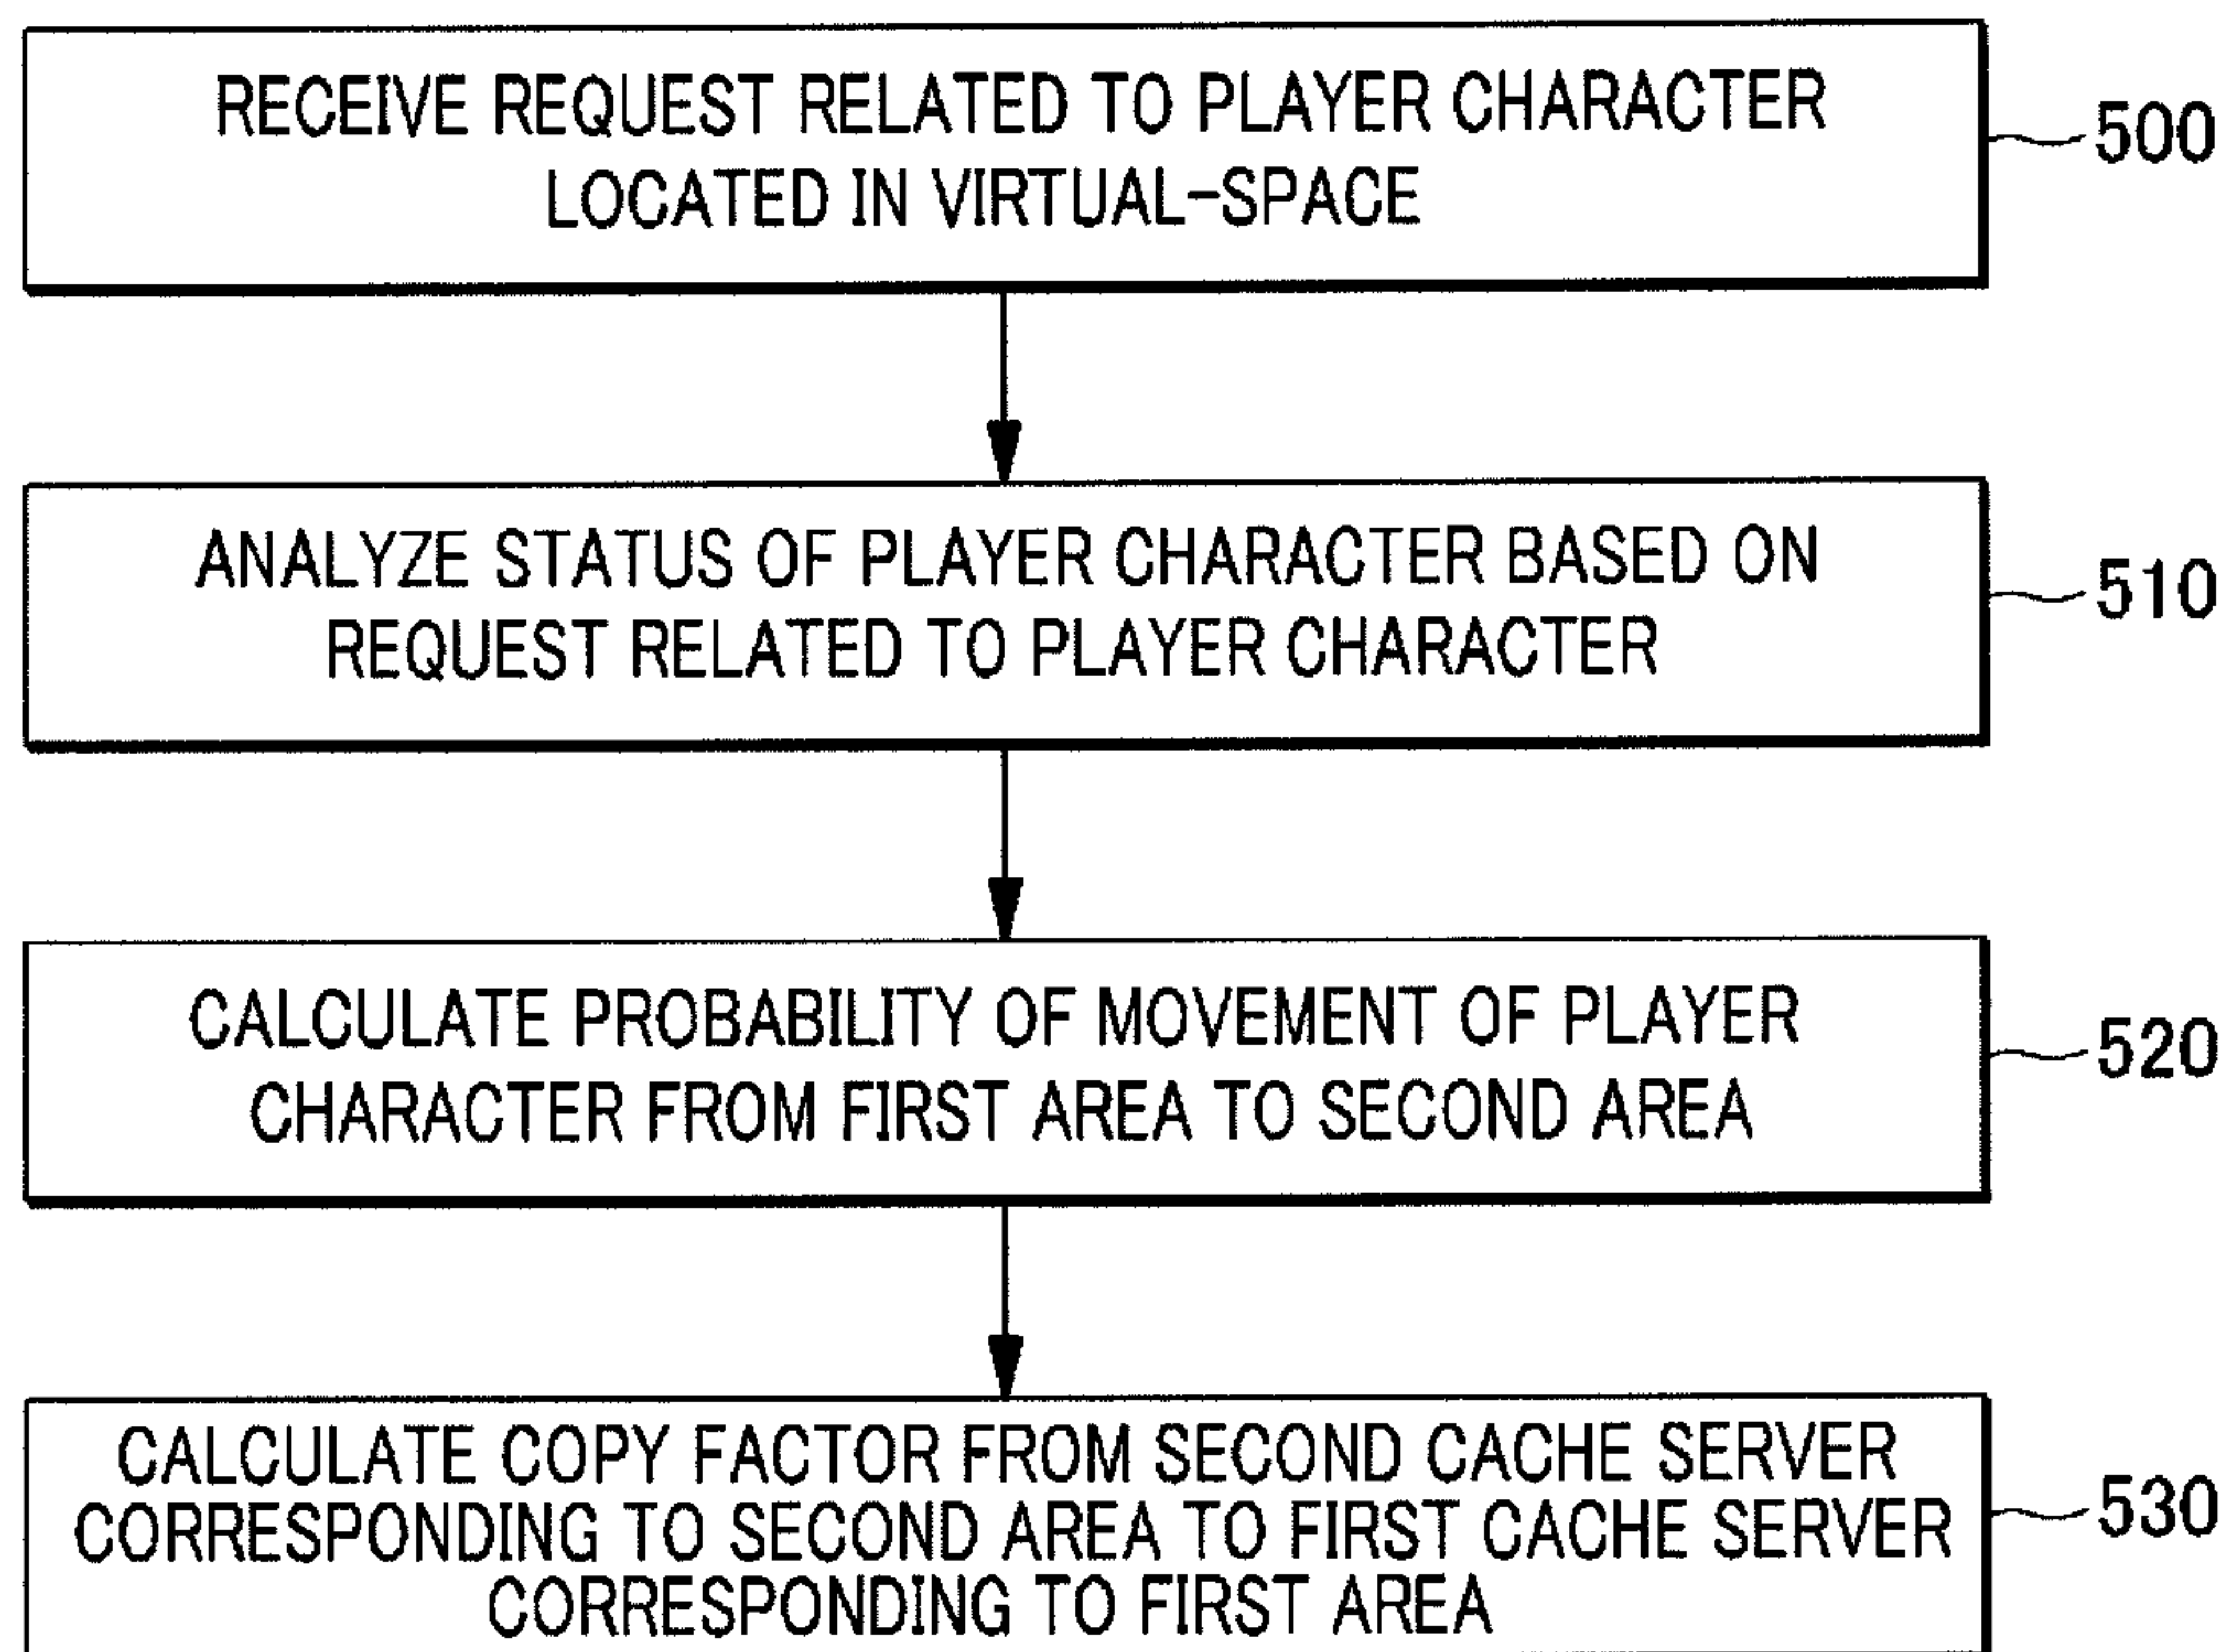 RECEIVE REQUEST RELATED TO PLAYER CHARACTER
LOCATED IN VIRTUAL-SPACE
500
ANALYZE STATUS OF PLAYER CHARACTER BASED ON
REQUEST RELATED TO PLAYER CHARACTER
510
CALCULATE PROBABILITY OF MOVEMENT OF PLAYER
CHARACTER FROM FIRST AREA TO SECOND AREA
520
CALCULATE COPY FACTOR FROM SECOND CACHE SERVER
CORRESPONDING TO SECOND AREA TO FIRST CACHE SERVER
CORRESPONDING TO FIRST AREA
530